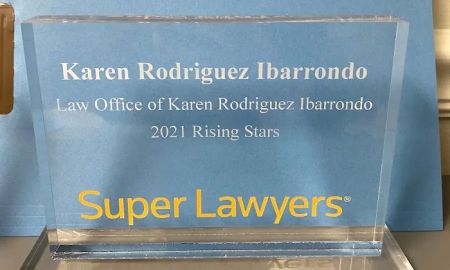 Karen Rodriguez Ibarrondo
Law Office of Karen Rodriguez Ibarrondo
2021 Rising Stars
Super Lawyers®